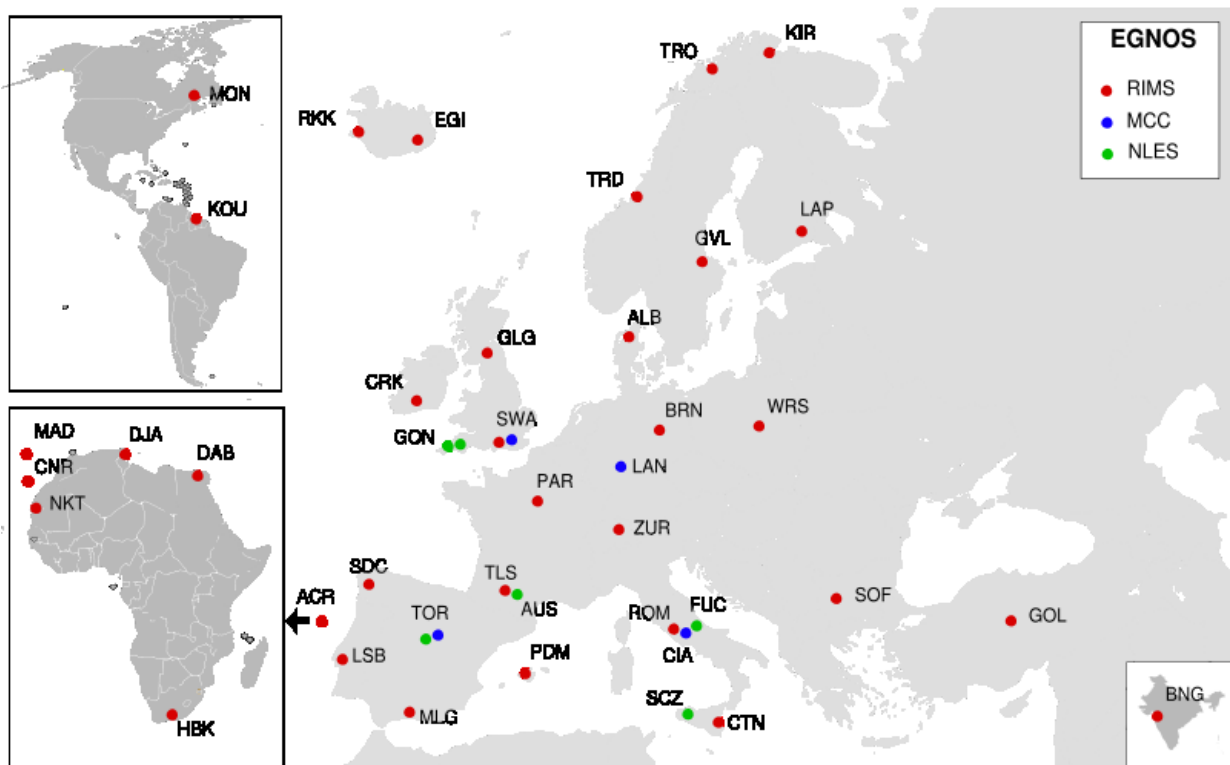 EGNOS
RIMS
MCC
NLES
MON
KOU
MAD
DJA
DAB
CNR
NKT
HBK
KIR
TRO
RKK
EGI
TRD
LAP
GVL
ALB
GLG
CRK
SWA
GON
BRN
WRS
LAN
PAR
ZUR
SDC
TLS
ACR
TOR
AUS
ROM
FUC
SOF
GOL
LSB
PDM
CIA
MLG
SCZ
CTN
BNG